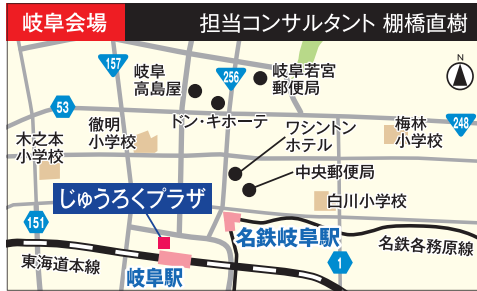 岐阜会場
担当コンサルタント 棚橋直樹
N
157
岐阜
高島屋
256
岐阜若宮
郵便局
53
ドン・キホーテ
248
徹明
小学校
木之本
小学校
ワシントン
ホテル
梅林
小学校
中央郵便局
じゅうろくプラザ
白川小学校
151
名鉄岐阜駅
名鉄各務原線
東海道本線
岐阜駅
1